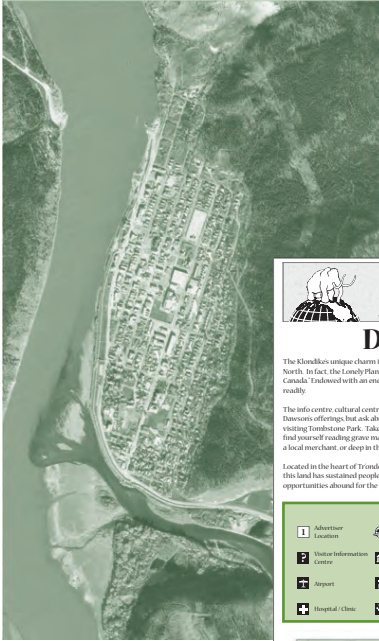 D
The Klondike's unique charm i
North. In fact, the Lonely Plan
Canada.' Endowed with an en
readily.
The info centre, cultural centr
Dawson's offerings, but ask ab
visiting Tombstone Park. Take
find yourself reading grave ma
a local merchant, or deep in th
Located in the heart of Tr'ondë
this land has sustained people
opportunities abound for the
1 Advertiser
Location
? Visitor Information
Centre
Airport
Hospital / Clinic